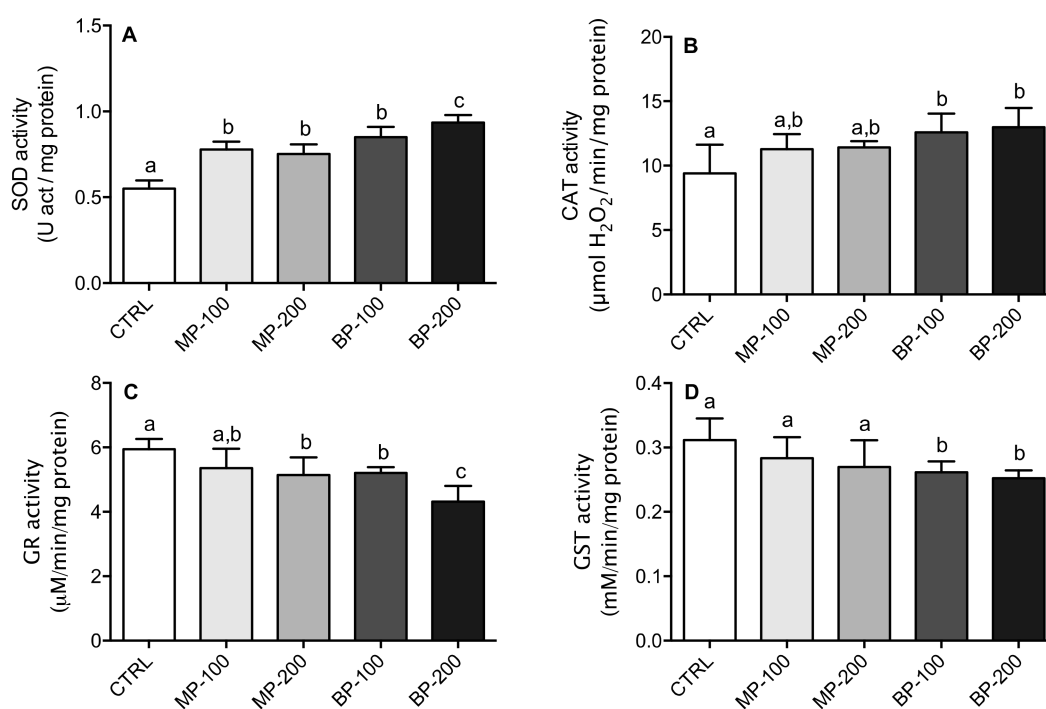 A
SOD activity
(U act / mg protein)
1.5
1.0
0.5
0.0
a
b
b
b
c
CTRL
MP-100
MP-200
BP-100
BP-200
B
CAT activity
(µmol H₂O₂/min/mg protein)
20
15
10
5
0
a
a,b
a,b
b
b
CTRL
MP-100
MP-200
BP-100
BP-200
C
GR activity
(µM/min/mg protein)
8
6
4
2
0
a
a,b
b
b
c
CTRL
MP-100
MP-200
BP-100
BP-200
D
GST activity
(mM/min/mg protein)
0.4
0.3
0.2
0.1
0.0
a
a
a
b
b
CTRL
MP-100
MP-200
BP-100
BP-200